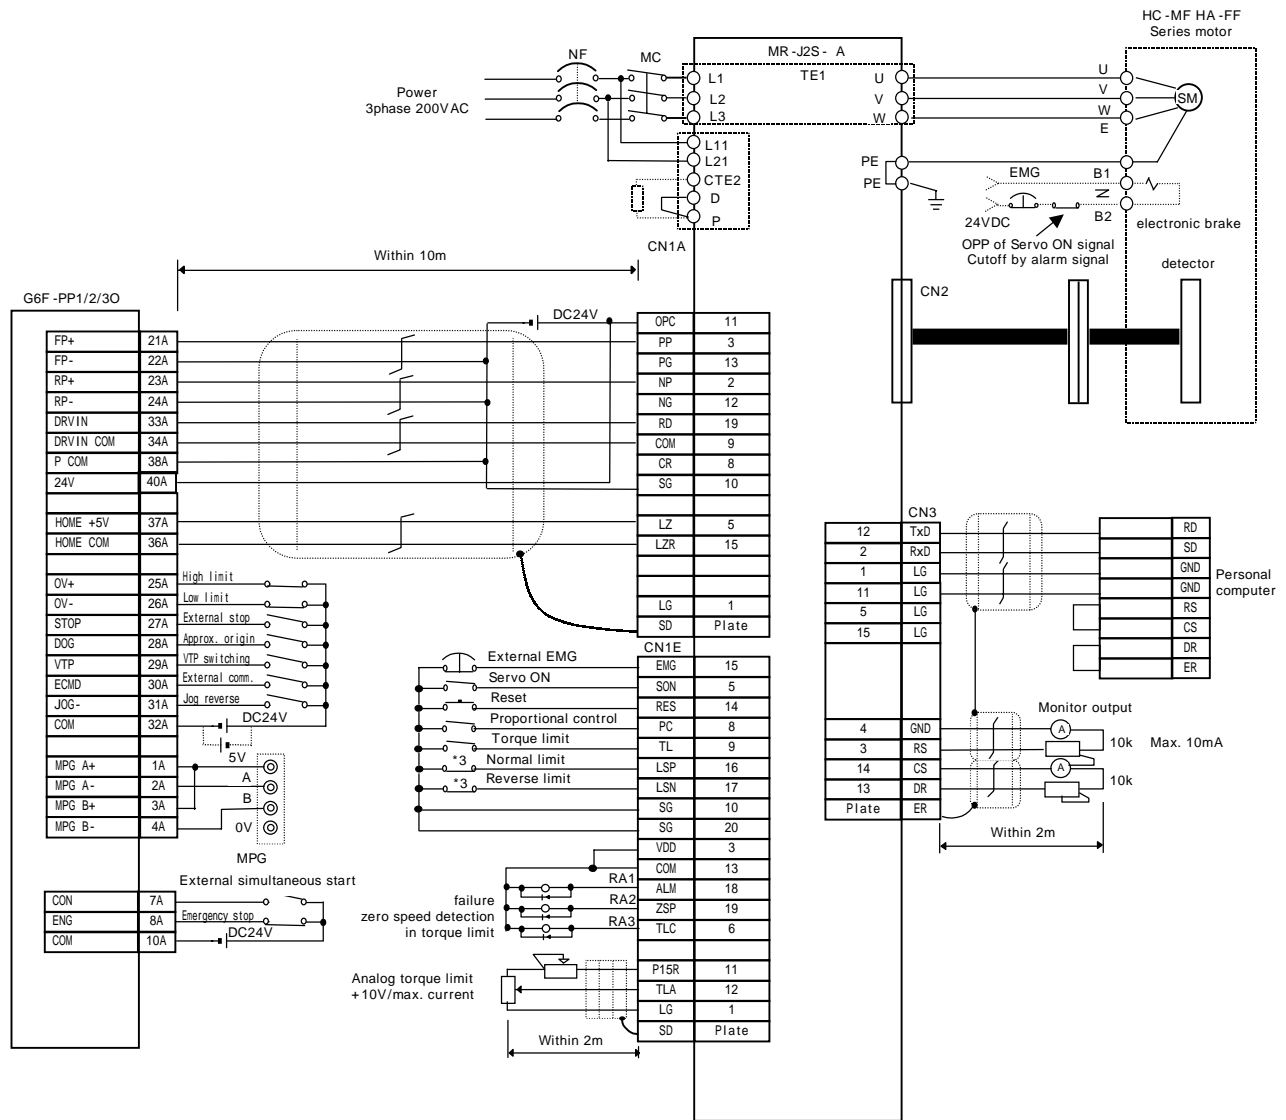 HC -MF HA -FF
Series motor
NF
MC
MR -J2S - A
TE1
Power
3phase 200VAC
L1
L2
L3
U
V
W
U
V
W
E
SM
L11
L21
CTE2
D
P
PE
PE
EMG
B1
Z
B2
24VDC
OPP of Servo ON signal
Cutoff by alarm signal
electronic brake
detector
CN1A
CN2
Within 10m
G6F -PP1/2/3O
DC24V
FP+ 21A
FP- 22A
RP+ 23A
RP- 24A
DRVIN 33A
DRVIN COM 34A
P COM 38A
24V 40A
HOME +5V 37A
HOME COM 36A
OV+ 25A High limit
OV- 26A Low limit
STOP 27A External stop
DOG 28A Approx. origin
VTP 29A VTP switching
ECMD 30A External comm.
JOG- 31A Jog reverse
COM 32A DC24V
5V
MPG A+ 1A
MPG A- 2A A
MPG B+ 3A B
MPG B- 4A 0V
MPG
External simultaneous start
CON 7A
ENG 8A Emergency stop
COM 10A DC24V
OPC 11
PP 3
PG 13
NP 2
NG 12
RD 19
COM 9
CR 8
SG 10
LZ 5
LZR 15
LG 1
SD Plate
CN1E
External EMG EMG 15
Servo ON SON 5
Reset RES 14
Proportional control PC 8
Torque limit TL 9
*3 Normal limit LSP 16
*3 Reverse limit LSN 17
SG 10
SG 20
VDD 3
COM 13
RA1 ALM 18
RA2 ZSP 19
RA3 TLC 6
failure
zero speed detection
in torque limit
P15R 11
TLA 12
LG 1
SD Plate
Analog torque limit
+10V/max. current
Within 2m
CN3
12 TxD
2 RxD
1 LG
11 LG
5 LG
15 LG
4 GND
3 RS
14 CS
13 DR
Plate ER
RD
SD
GND
GND
RS
CS
DR
ER
Personal
computer
Monitor output
A
10k
Max. 10mA
A
10k
Within 2m